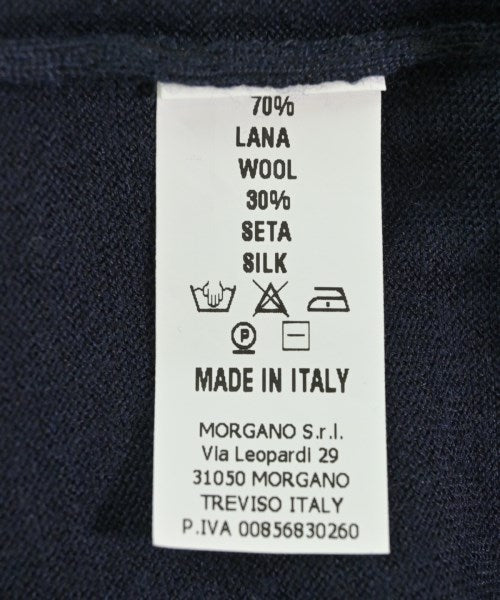 70%
LANA
WOOL
30%
SETA
SILK
P
MADE IN ITALY
MORGANO S.r.l.
Via Leopardi 29
31050 MORGANO
TREVISO ITALY
P.IVA 00856830260